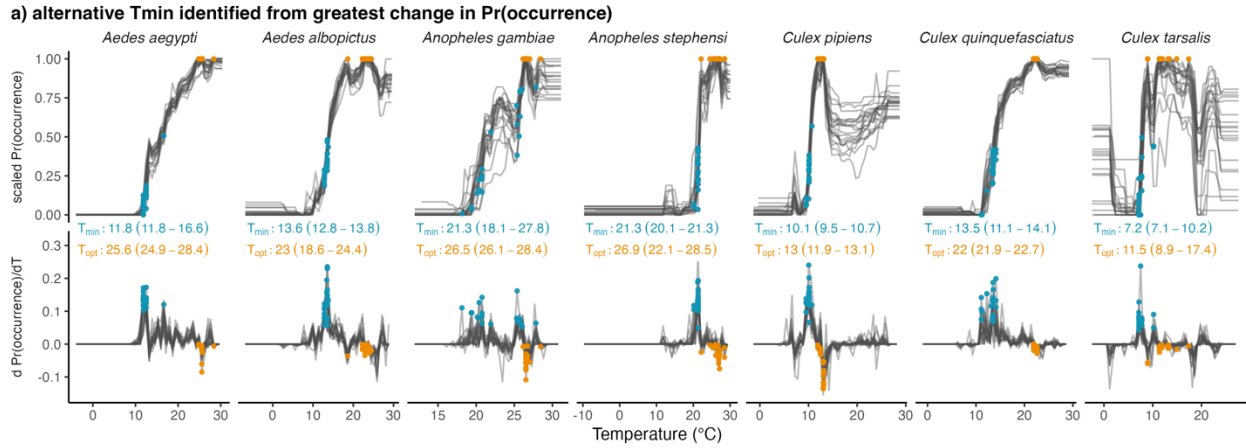 a) alternative Tmin identified from greatest change in Pr(occurrence)
Aedes aegypti Aedes albopictus Anopheles gambiae Anopheles stephensi Culex pipiens Culex quinquefasciatus Culex tarsalis
scaled Pr(occurrence)
1.00
0.75
0.50
0.25
0.00
Tmin : 11.8 (11.8 − 16.6) Tmin : 13.6 (12.8 − 13.8) Tmin : 21.3 (18.1 − 27.8) Tmin : 21.3 (20.1 − 21.3) Tmin : 10.1 (9.5 − 10.7) Tmin : 13.5 (11.1 − 14.1) Tmin : 7.2 (7.1 − 10.2)
Topt : 25.6 (24.9 − 28.4) Topt : 23 (18.6 − 24.4) Topt : 26.5 (26.1 − 28.4) Topt : 26.9 (22.1 − 28.5) Topt : 13 (11.9 − 13.1) Topt : 22 (21.9 − 22.7) Topt : 11.5 (8.9 − 17.4)
d Pr(occurrence)/dT
0.3
0.2
0.1
0.0
-0.1
0 10 20 30 0 10 20 30 15 20 25 30 -10 0 10 20 30 0 10 20 30 0 10 20 30 0 10 20
Temperature (°C)